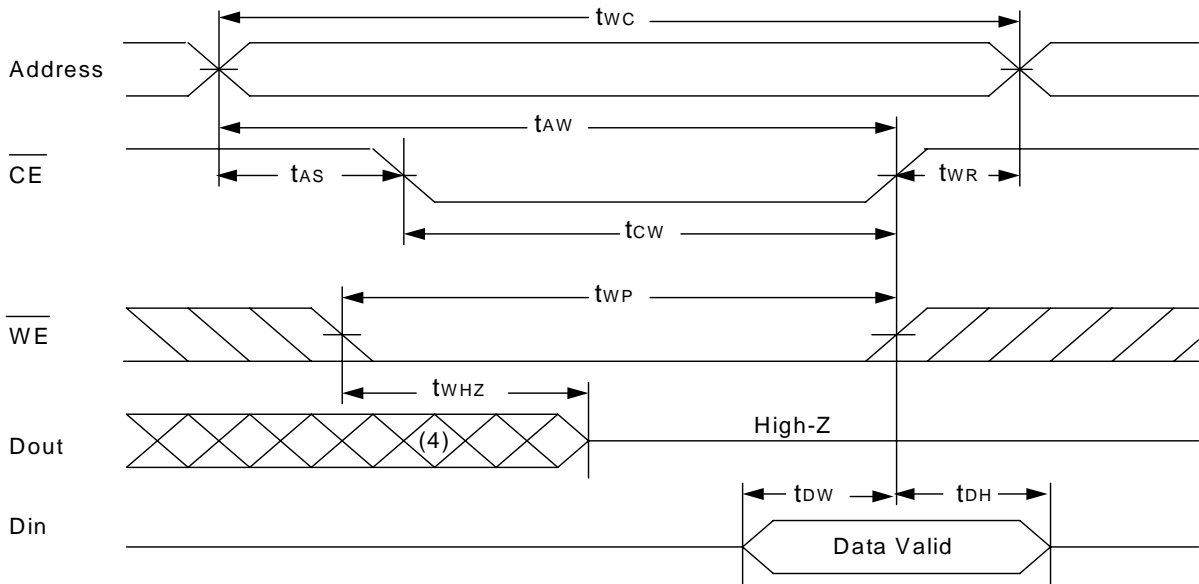 tWC
Address
tAW
CE
tAS
tWR
tCW
tWP
WE
tWHZ
High-Z
Dout
(4)
tDW
tDH
Din
Data Valid